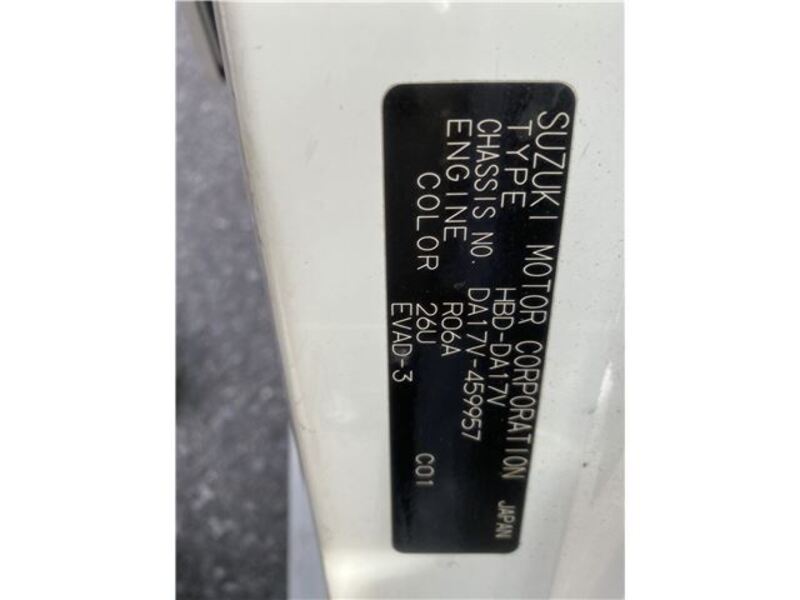 SUZUKI MOTOR CORPORATION JAPAN
TYPE HBD-DA17V
CHASSIS NO. DA17V-459957
ENGINE R06A
COLOR 26U C01
EVAD-3